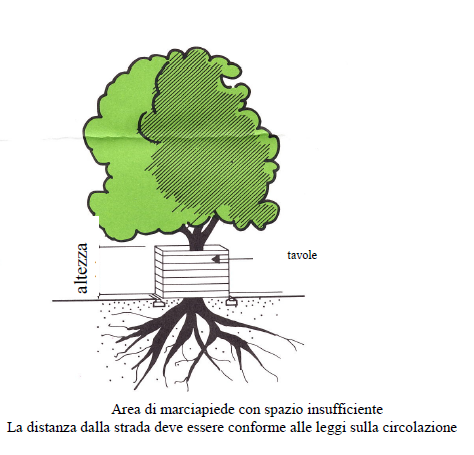 altezza
tavole
Area di marciapiede con spazio insufficiente
La distanza dalla strada deve essere conforme alle leggi sulla circolazione